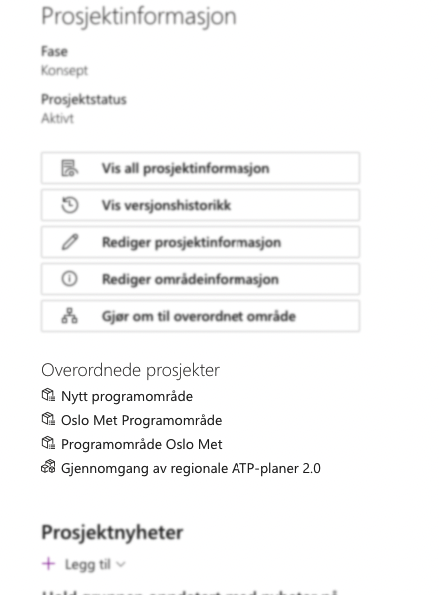 Prosjektinformasjon
Fase
Konsept
Prosjektstatus
Aktivt
Vis all prosjektinformasjon
Vis versjonshistorikk
Rediger prosjektinformasjon
Rediger områdeinformasjon
Gjør om til overordnet område
Overordnede prosjekter
Nytt programområde
Oslo Met Programområde
Programområde Oslo Met
Gjennomgang av regionale ATP-planer 2.0
Prosjektnyheter
Legg til